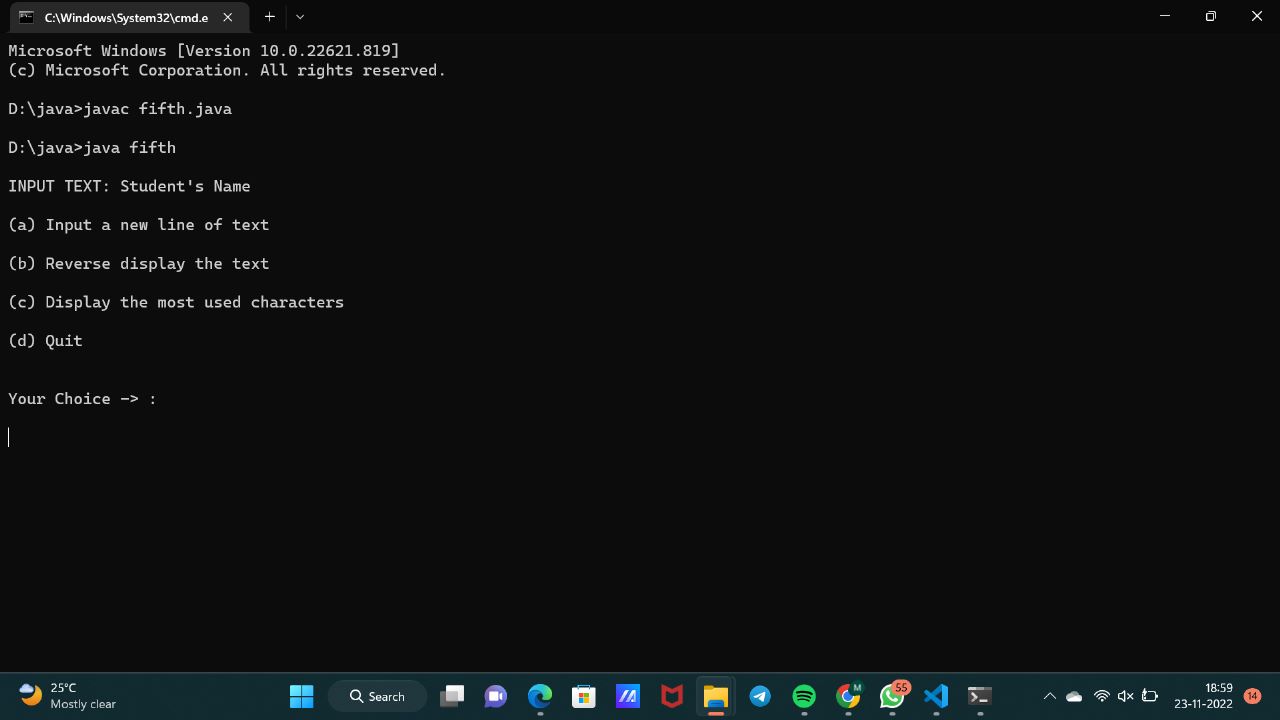 C:\Windows\System32\cmd.e
Microsoft Windows [Version 10.0.22621.819]
(c) Microsoft Corporation. All rights reserved.
D:\java>javac fifth.java
D:\java>java fifth
INPUT TEXT: Student's Name
(a) Input a new line of text
(b) Reverse display the text
(c) Display the most used characters
(d) Quit
Your Choice -> :
25°C
Mostly clear
Search
M
55
18:59
23-11-2022
14